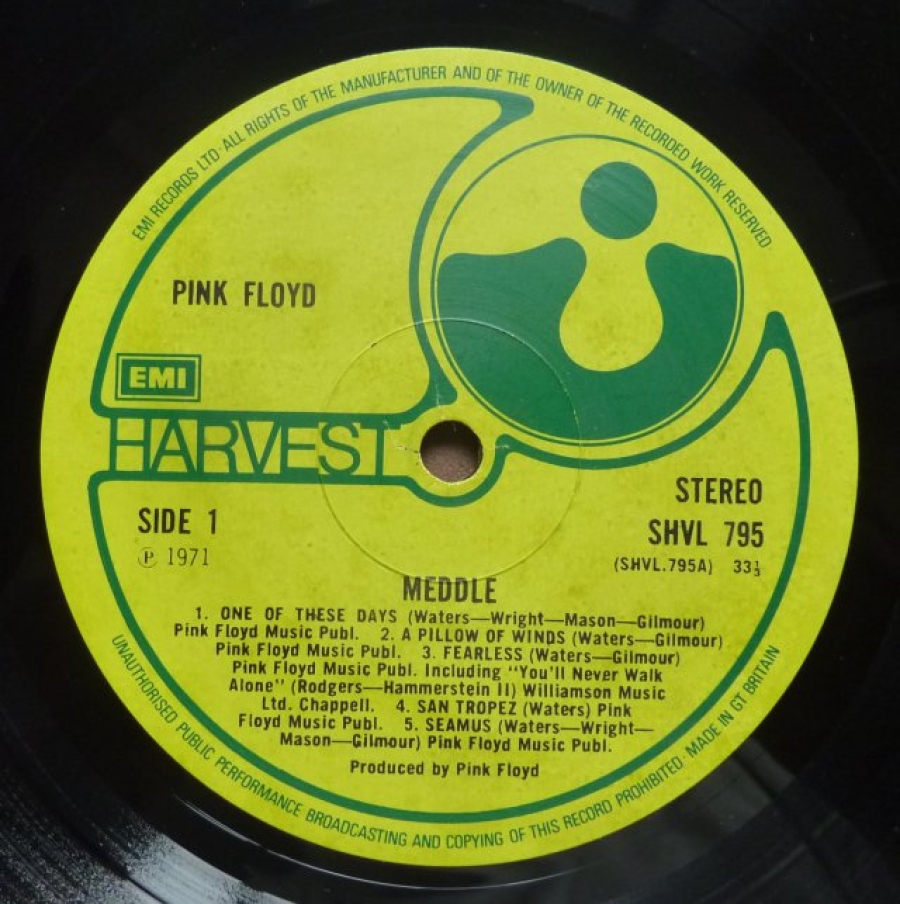 EMI RECORDS LTD · ALL RIGHTS OF THE MANUFACTURER AND OF THE OWNER OF THE RECORDED WORK RESERVED
PINK FLOYD
EMI
HARVEST
STEREO
SIDE 1
SHVL 795
℗ 1971
(SHVL.795A) 33⅓
MEDDLE
1. ONE OF THESE DAYS (Waters—Wright—Mason—Gilmour)
Pink Floyd Music Publ. 2. A PILLOW OF WINDS (Waters—Gilmour)
Pink Floyd Music Publ. 3. FEARLESS (Waters—Gilmour)
Pink Floyd Music Publ. Including "You'll Never Walk
Alone" (Rodgers—Hammerstein II) Williamson Music
Ltd. Chappell. 4. SAN TROPEZ (Waters) Pink
Floyd Music Publ. 5. SEAMUS (Waters—Wright—
Mason—Gilmour) Pink Floyd Music Publ.
Produced by Pink Floyd
UNAUTHORISED PUBLIC PERFORMANCE BROADCASTING AND COPYING OF THIS RECORD PROHIBITED · MADE IN GT BRITAIN